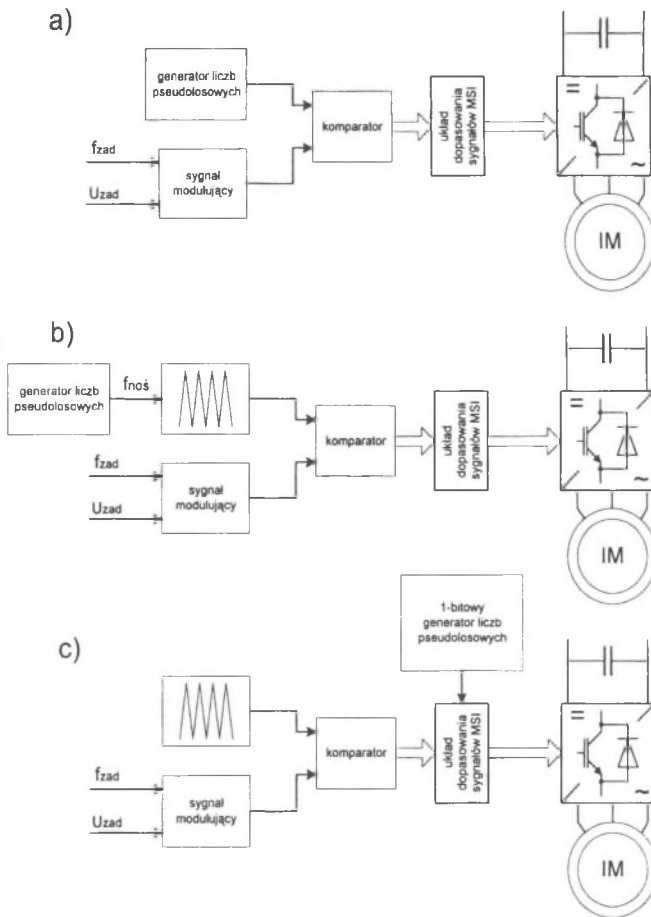 a)
generator liczb
pseudolosowych
komparator
układ
dopasowania
sygnałów MSI
=
~
fzad
Uzad
sygnał
modulujący
IM
b)
generator liczb
pseudolosowych
fnoś
komparator
układ
dopasowania
sygnałów MSI
=
~
fzad
Uzad
sygnał
modulujący
IM
1-bitowy
generator liczb
pseudolosowych
c)
komparator
układ
dopasowania
sygnałów MSI
=
~
fzad
Uzad
sygnał
modulujący
IM